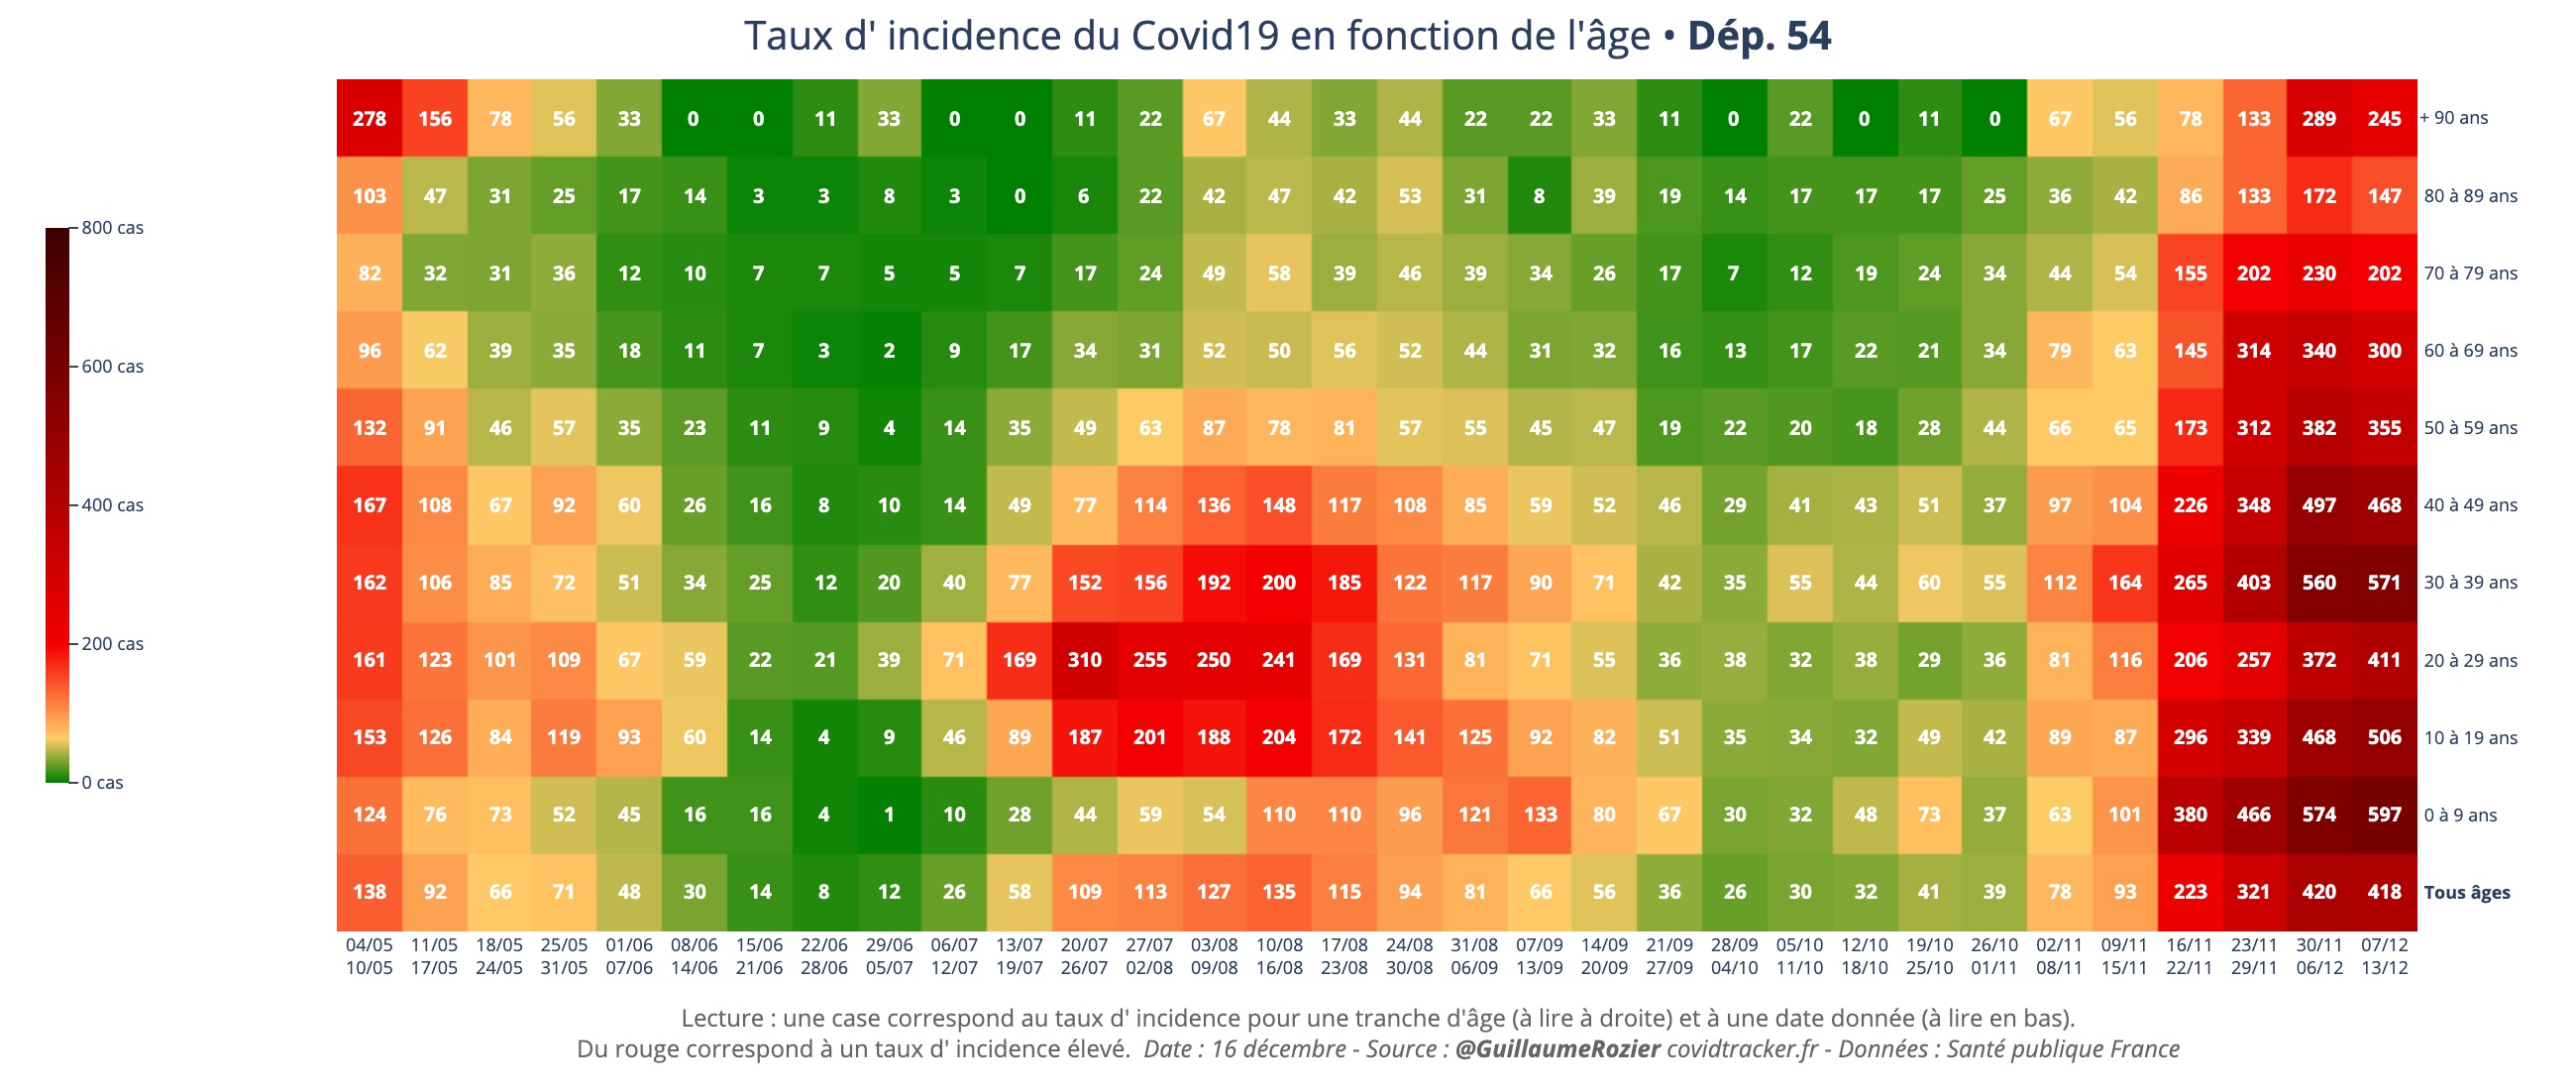 Taux d' incidence du Covid19 en fonction de l'âge • Dép. 54
278 156 78 56 33 0 0 11 33 0 0 11 22 67 44 33 44 22 22 33 11 0 22 0 11 0 67 56 78 133 289 245 + 90 ans
103 47 31 25 17 14 3 3 8 3 0 6 22 42 47 42 53 31 8 39 19 14 17 17 17 25 36 42 86 133 172 147 80 à 89 ans
800 cas
82 32 31 36 12 10 7 7 5 5 7 17 24 49 58 39 46 39 34 26 17 7 12 19 24 34 44 54 155 202 230 202 70 à 79 ans
96 62 39 35 18 11 7 3 2 9 17 34 31 52 50 56 52 44 31 32 16 13 17 22 21 34 79 63 145 314 340 300 60 à 69 ans
600 cas
132 91 46 57 35 23 11 9 4 14 35 49 63 87 78 81 57 55 45 47 19 22 20 18 28 44 66 65 173 312 382 355 50 à 59 ans
400 cas
167 108 67 92 60 26 16 8 10 14 49 77 114 136 148 117 108 85 59 52 46 29 41 43 51 37 97 104 226 348 497 468 40 à 49 ans
162 106 85 72 51 34 25 12 20 40 77 152 156 192 200 185 122 117 90 71 42 35 55 44 60 55 112 164 265 403 560 571 30 à 39 ans
200 cas
161 123 101 109 67 59 22 21 39 71 169 310 255 250 241 169 131 81 71 55 36 38 32 38 29 36 81 116 206 257 372 411 20 à 29 ans
153 126 84 119 93 60 14 4 9 46 89 187 201 188 204 172 141 125 92 82 51 35 34 32 49 42 89 87 296 339 468 506 10 à 19 ans
0 cas
124 76 73 52 45 16 16 4 1 10 28 44 59 54 110 110 96 121 133 80 67 30 32 48 73 37 63 101 380 466 574 597 0 à 9 ans
138 92 66 71 48 30 14 8 12 26 58 109 113 127 135 115 94 81 66 56 36 26 30 32 41 39 78 93 223 321 420 418 Tous âges
04/05 11/05 18/05 25/05 01/06 08/06 15/06 22/06 29/06 06/07 13/07 20/07 27/07 03/08 10/08 17/08 24/08 31/08 07/09 14/09 21/09 28/09 05/10 12/10 19/10 26/10 02/11 09/11 16/11 23/11 30/11 07/12
10/05 17/05 24/05 31/05 07/06 14/06 21/06 28/06 05/07 12/07 19/07 26/07 02/08 09/08 16/08 23/08 30/08 06/09 13/09 20/09 27/09 04/10 11/10 18/10 25/10 01/11 08/11 15/11 22/11 29/11 06/12 13/12
Lecture : une case correspond au taux d' incidence pour une tranche d'âge (à lire à droite) et à une date donnée (à lire en bas).
Du rouge correspond à un taux d' incidence élevé. Date : 16 décembre - Source : @GuillaumeRozier covidtracker.fr - Données : Santé publique France